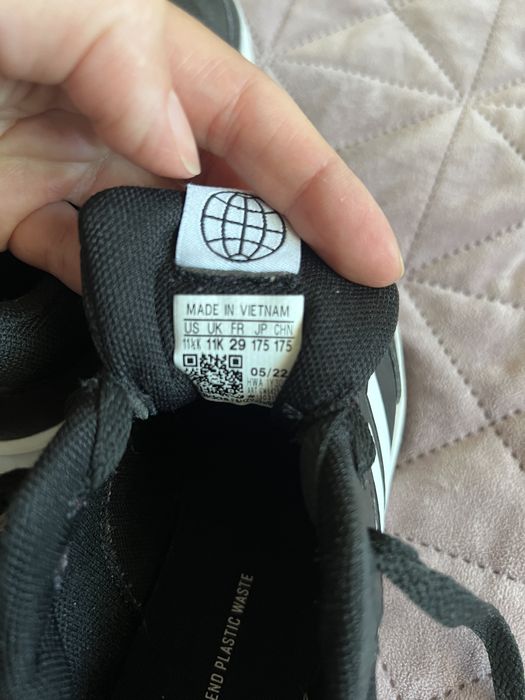 MADE IN VIETNAM
US UK FR JP CHN
11½K 11K 29 175 175
05/22
END PLASTIC WASTE